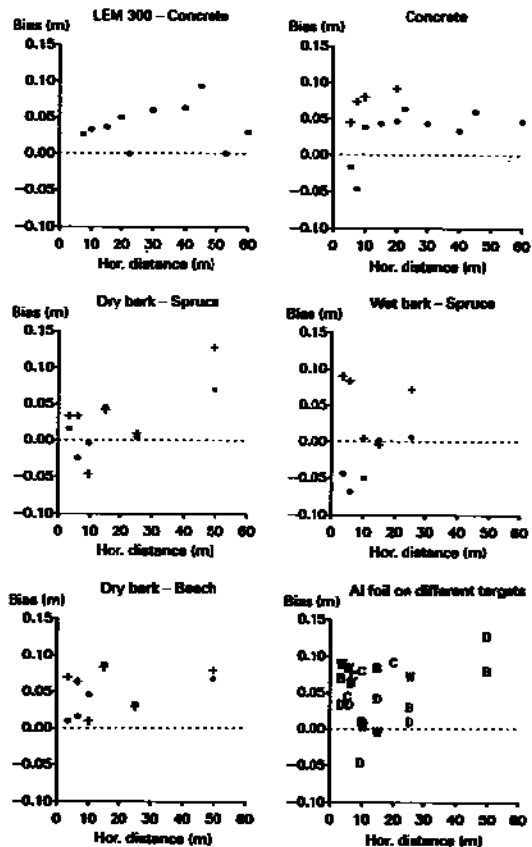 LEM 300 – Concrete
Bias (m)
0.15
0.10
0.05
0.00
−0.05
−0.10
0 10 20 30 40 50 60
Hor. distance (m)
Concrete
Bias (m)
0.15
0.10
0.05
0.00
−0.05
−0.10
0 10 20 30 40 50 60
Hor. distance (m)
Dry bark – Spruce
Bias (m)
0.15
0.10
0.05
0.00
−0.05
−0.10
0 10 20 30 40 50 60
Hor. distance (m)
Wet bark – Spruce
Bias (m)
0.15
0.10
0.05
0.00
−0.05
−0.10
0 10 20 30 40 50 60
Hor. distance (m)
Dry bark – Beech
Bias (m)
0.15
0.10
0.05
0.00
−0.05
−0.10
0 10 20 30 40 50 60
Hor. distance (m)
Al foil on different targets
Bias (m)
0.15
0.10
0.05
0.00
−0.05
−0.10
D
B
C
W
B
C
D D
D
B
D
W
D
0 10 20 30 40 50 60
Hor. distance (m)